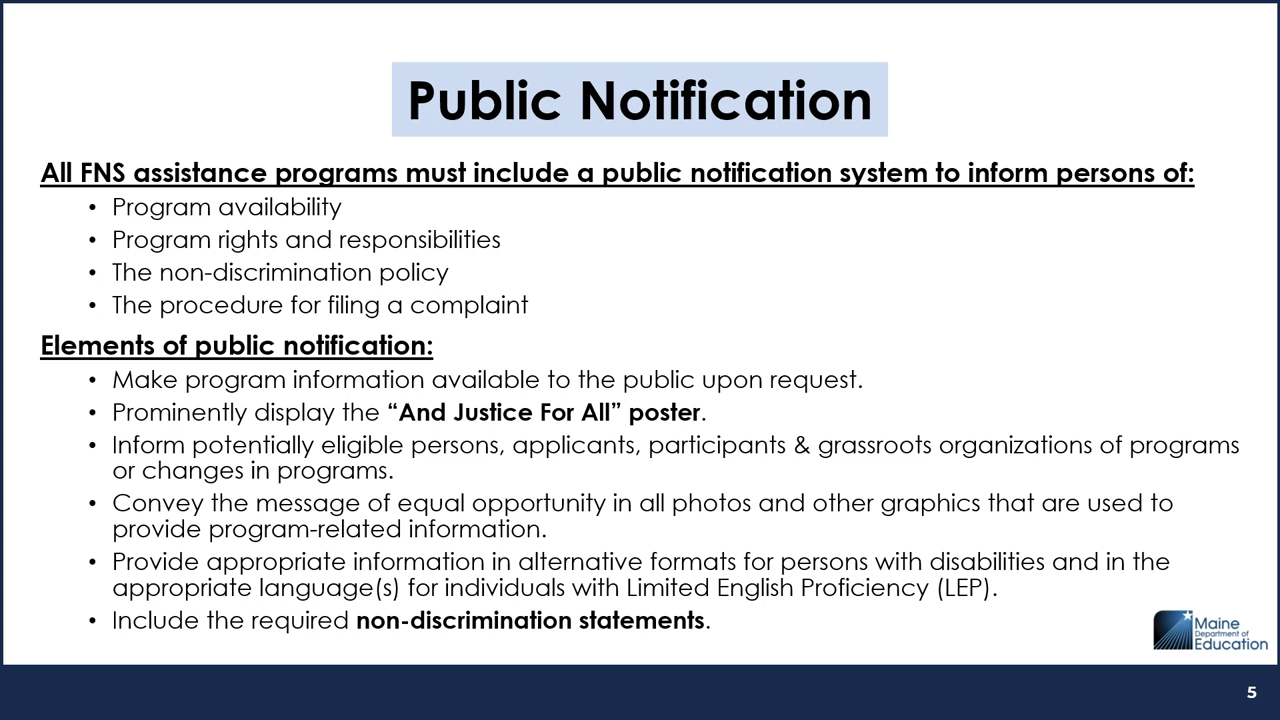 Public Notification
All FNS assistance programs must include a public notification system to inform persons of:
• Program availability
• Program rights and responsibilities
• The non-discrimination policy
• The procedure for filing a complaint
Elements of public notification:
• Make program information available to the public upon request.
• Prominently display the “And Justice For All” poster.
• Inform potentially eligible persons, applicants, participants & grassroots organizations of programs
or changes in programs.
• Convey the message of equal opportunity in all photos and other graphics that are used to
provide program-related information.
• Provide appropriate information in alternative formats for persons with disabilities and in the
appropriate language(s) for individuals with Limited English Proficiency (LEP).
• Include the required non-discrimination statements.
Maine
Department of
Education
5